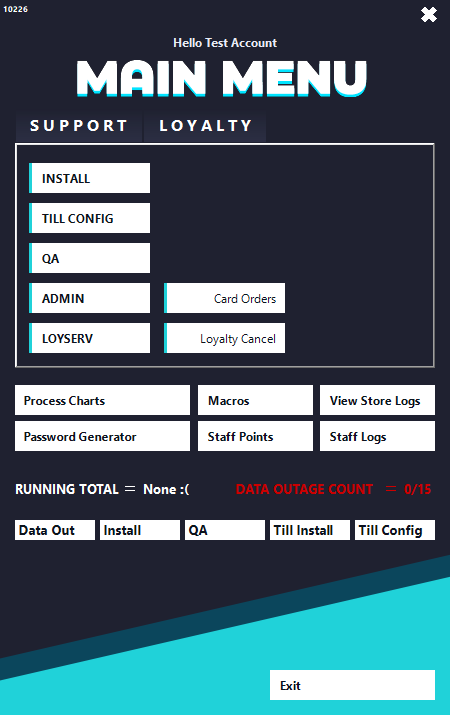 10226
Hello Test Account
MAIN MENU
SUPPORT LOYALTY
INSTALL
TILL CONFIG
QA
ADMIN Card Orders
LOYSERV Loyalty Cancel
Process Charts Macros View Store Logs
Password Generator Staff Points Staff Logs
RUNNING TOTAL = None :( DATA OUTAGE COUNT = 0/15
Data Out Install QA Till Install Till Config
Exit